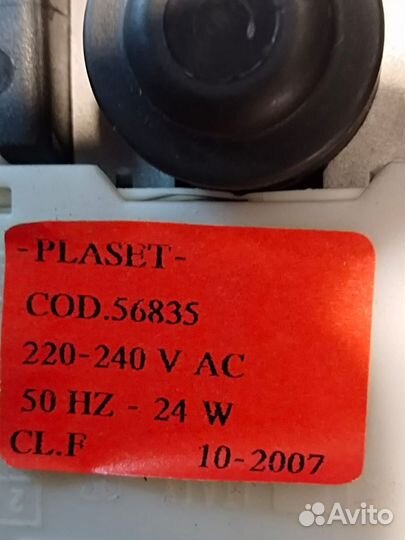 -PLASET-
COD.56835
220-240 V AC
50 HZ - 24 W
CL.F 10-2007
Avito